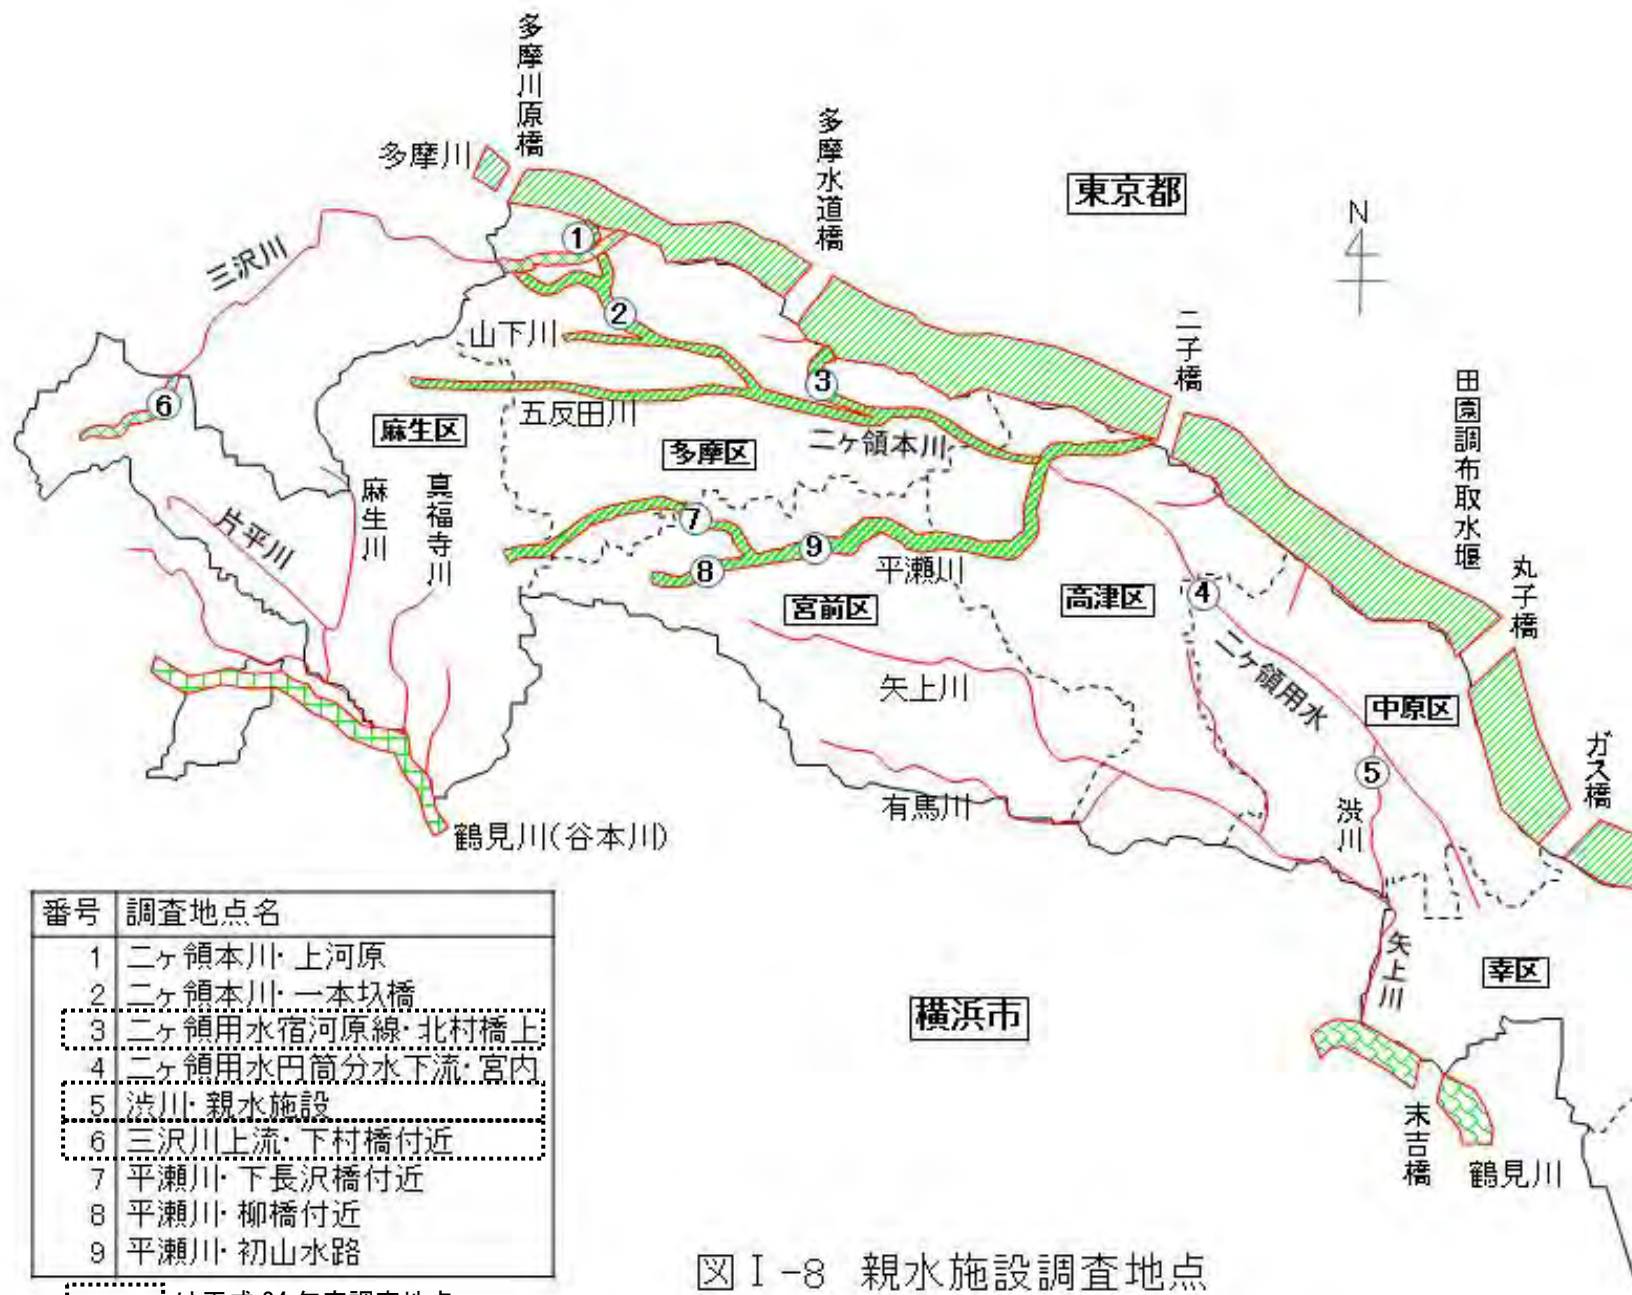 多摩川原橋
多摩川
多摩水道橋
東京都
N
三沢川
1
2
山下川
二子橋
3
田園調布取水堰
6
五反田川
麻生区
二ヶ領本川
多摩区
麻生川
真福寺川
片平川
7
9
8
平瀬川
丸子橋
宮前区
高津区
4
二ヶ領用水
矢上川
中原区
ガス橋
5
有馬川
渋川
鶴見川(谷本川)
矢上川
幸区
横浜市
末吉橋
鶴見川
番号 調査地点名
1 二ヶ領本川・上河原
2 二ヶ領本川・一本圦橋
3 二ヶ領用水宿河原線・北村橋上
4 二ヶ領用水円筒分水下流・宮内
5 渋川・親水施設
6 三沢川上流・下村橋付近
7 平瀬川・下長沢橋付近
8 平瀬川・柳橋付近
9 平瀬川・初山水路
図Ⅰ-8 親水施設調査地点